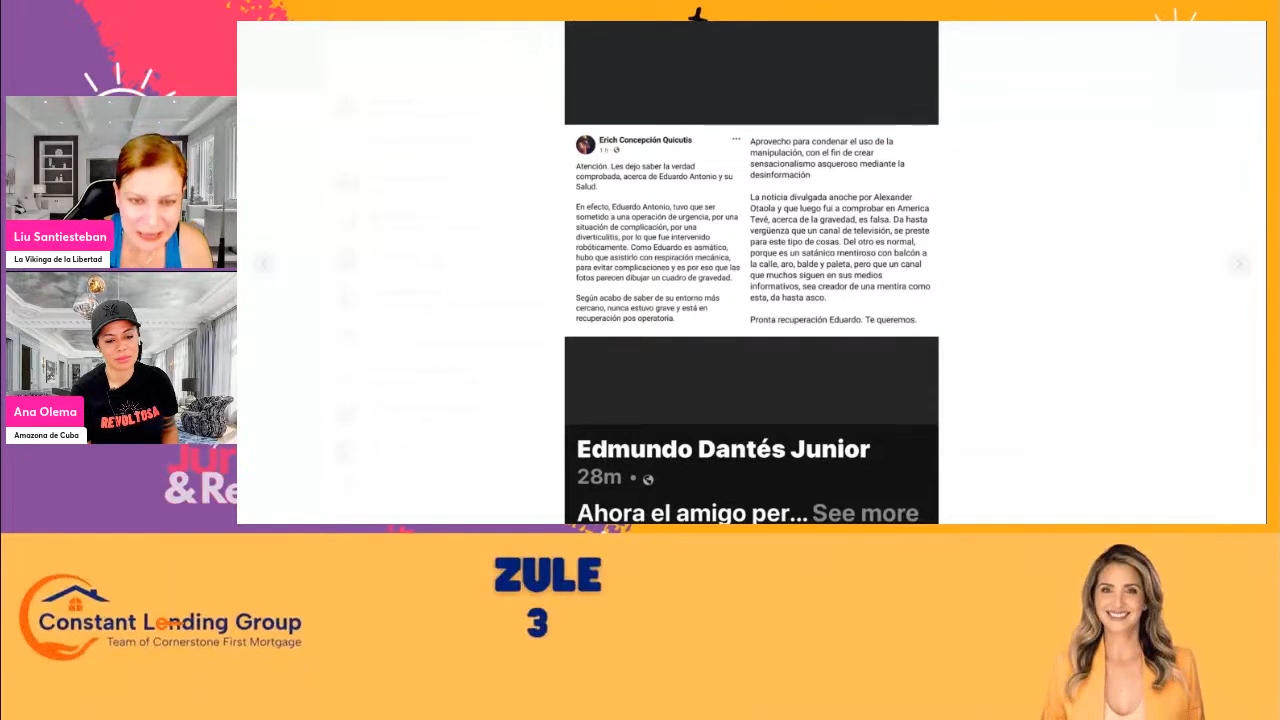 Liu Santiesteban
La Vikinga de la Libertad
REVOLTOSA
Ana Olema
Amazona de Cuba
Jun
& Re
Erich Concepción Quicutis
1 h ·
Atención. Les dejo saber la verdad
comprobada, acerca de Eduardo Antonio y su
Salud.
En efecto, Eduardo Antonio, tuvo que ser
sometido a una operación de urgencia, por una
situación de complicación, por una
diverticulitis, por lo que fue intervenido
robóticamente. Como Eduardo es asmático,
hubo que asistirlo con respiración mecánica,
para evitar complicaciones y es por eso que las
fotos parecen dibujar un cuadro de gravedad.
Según acabo de saber de su entorno más
cercano, nunca estuvo grave y está en
recuperación pos operatoria.
Aprovecho para condenar el uso de la
manipulación, con el fin de crear
sensacionalismo asqueroso mediante la
desinformación
La noticia divulgada anoche por Alexander
Otaola y que luego fui a comprobar en America
Tevé, acerca de la gravedad, es falsa. Da hasta
vergüenza que un canal de televisión, se preste
para este tipo de cosas. Del otro es normal,
porque es un satánico mentiroso con balcón a
la calle, aro, balde y paleta, pero que un canal
que muchos siguen en sus medios
informativos, sea creador de una mentira como
esta, da hasta asco.
Pronta recuperación Eduardo. Te queremos.
Edmundo Dantés Junior
28m ·
Ahora el amigo per... See more
Constant Lending Group
Team of Cornerstone First Mortgage
ZULE
3